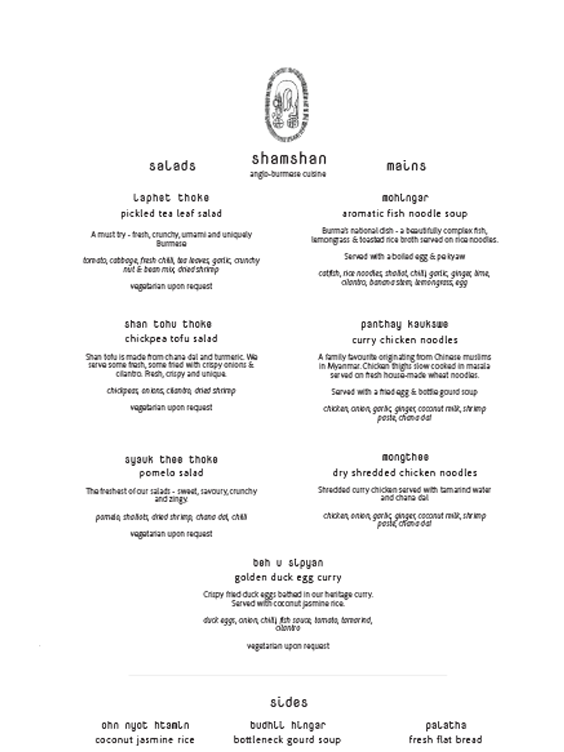 shamshan
anglo-burmese cuisine
salads
laphet thoke
pickled tea leaf salad
A must try - fresh, crunchy, umami and uniquely
Burmese
tomato, cabbage, fresh chilli, tea leaves, garlic, crunchy
nut & bean mix, dried shrimp
vegetarian upon request
shan tohu thoke
chickpea tofu salad
Shan tofu is made from chana dal and turmeric. We
serve some fresh, some fried with crispy onions &
cilantro. Fresh, crispy and unique.
chickpeas, onions, cilantro, dried shrimp
vegetarian upon request
syguk thee thoke
pomelo salad
The freshest of our salads - sweet, savoury, crunchy
and zingy.
pomelo, shallots, dried shrimp, chana dal, chilli
vegetarian upon request
mains
mohingar
aromatic fish noodle soup
Burma's national dish - a beautifully complex fish,
lemongrass & toasted rice broth served on rice noodles.
Served with a boiled egg & pe kyaw
catfish, rice noodles, shallot, chilli, garlic, ginger, lime,
cilantro, banana stem, lemongrass, egg
panthay kaukswe
curry chicken noodles
A family favourite originating from Chinese muslims
in Myanmar. Chicken thighs slow cooked in masala
served on fresh house-made wheat noodles.
Served with a fried egg & bottle gourd soup
chicken, onion, garlic, ginger, coconut milk, shrimp
paste, chana dal
mongthee
dry shredded chicken noodles
Shredded curry chicken served with tamarind water
and chana dal
chicken, onion, garlic, ginger, coconut milk, shrimp
paste, chana dal
beh u sipyan
golden duck egg curry
Crispy fried duck eggs bathed in our heritage curry.
Served with coconut jasmine rice.
duck eggs, onion, chilli, fish sauce, tomato, tamarind,
cilantro
vegetarian upon request
sides
ohn nyot htamin
coconut jasmine rice
budhii hingar
bottleneck gourd soup
palatha
fresh flat bread